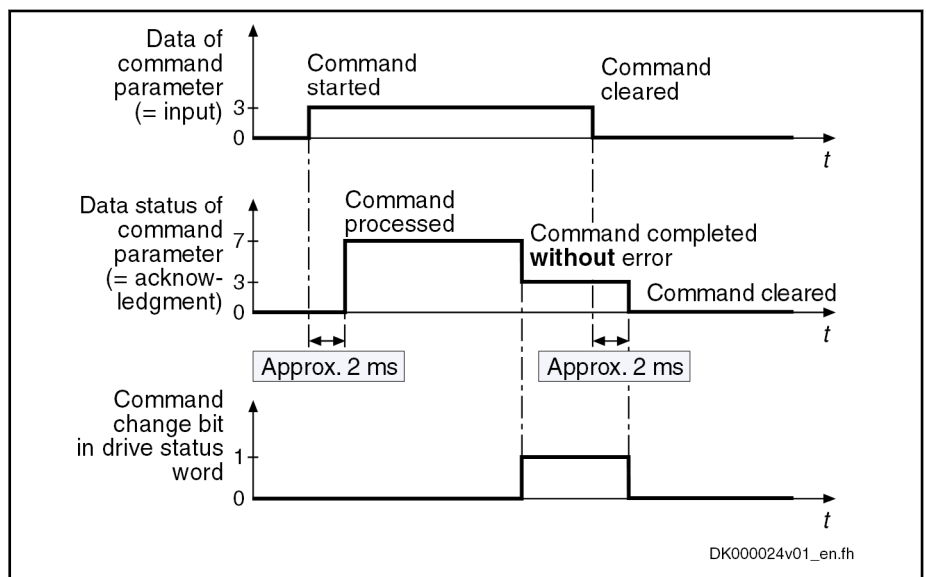 Data of
command
parameter
(= input)
Command
started
Command
cleared
3
0
t
Data status of
command
parameter
(= acknow-
ledgment)
Command
processed
Command completed
without error
Command cleared
7
3
0
t
Approx. 2 ms
Approx. 2 ms
Command
change bit
in drive status
word
1
0
t
DK000024v01_en.fh